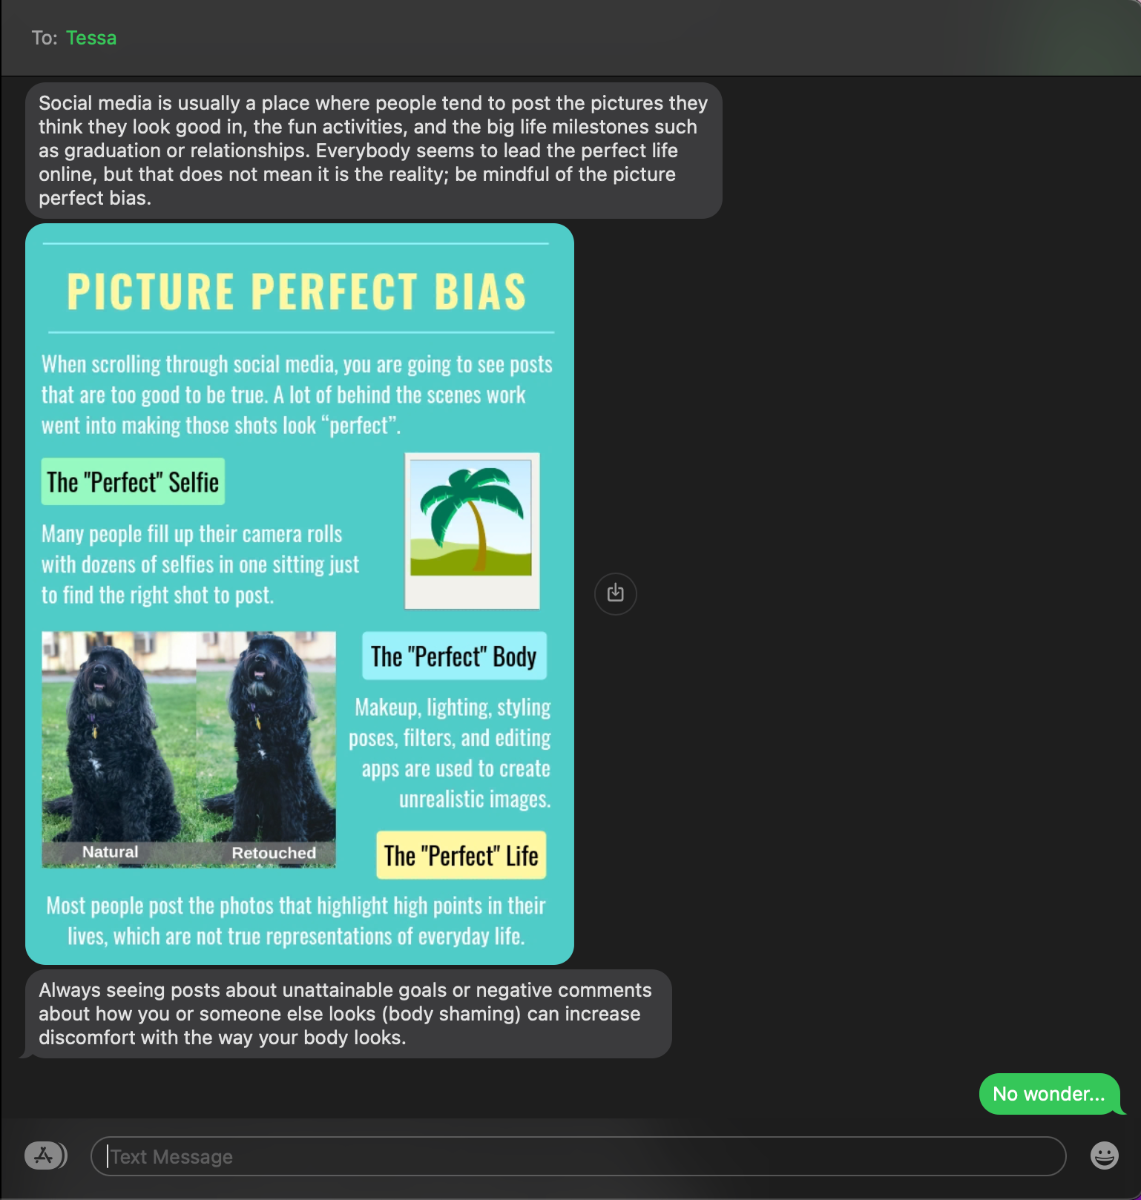 To: Tessa
Social media is usually a place where people tend to post the pictures they
think they look good in, the fun activities, and the big life milestones such
as graduation or relationships. Everybody seems to lead the perfect life
online, but that does not mean it is the reality; be mindful of the picture
perfect bias.
PICTURE PERFECT BIAS
When scrolling through social media, you are going to see posts
that are too good to be true. A lot of behind the scenes work
went into making those shots look “perfect”.
The "Perfect" Selfie
Many people fill up their camera rolls
with dozens of selfies in one sitting just
to find the right shot to post.
Natural
Retouched
The "Perfect" Body
Makeup, lighting, styling
poses, filters, and editing
apps are used to create
unrealistic images.
The "Perfect" Life
Most people post the photos that highlight high points in their
lives, which are not true representations of everyday life.
Always seeing posts about unattainable goals or negative comments
about how you or someone else looks (body shaming) can increase
discomfort with the way your body looks.
No wonder...
Text Message